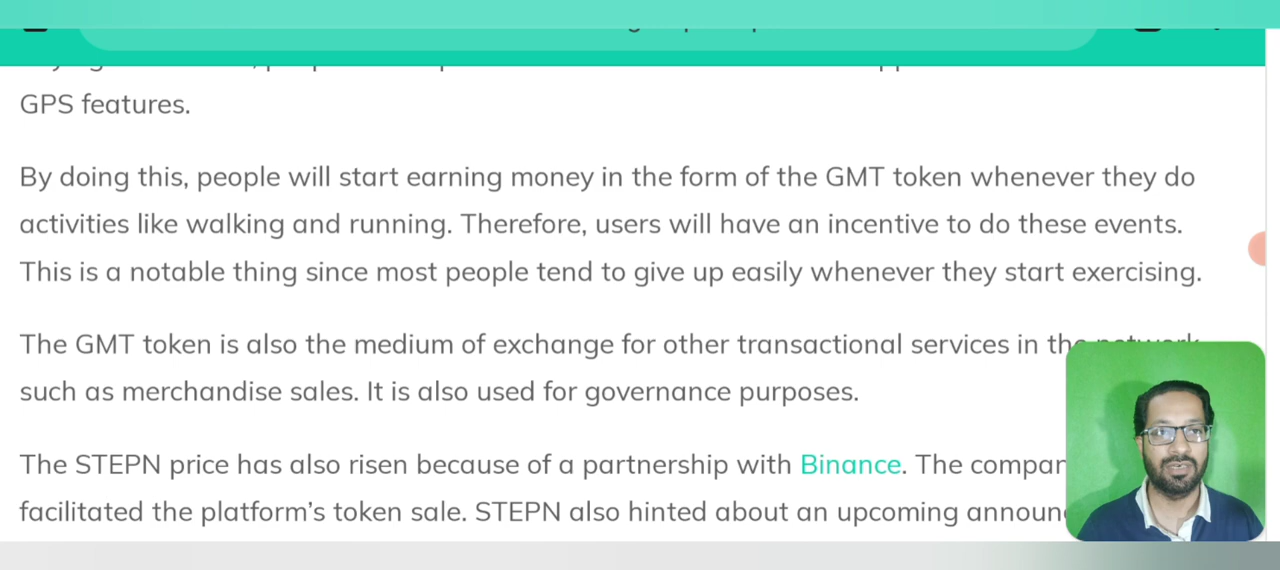 GPS features.
By doing this, people will start earning money in the form of the GMT token whenever they do
activities like walking and running. Therefore, users will have an incentive to do these events.
This is a notable thing since most people tend to give up easily whenever they start exercising.
The GMT token is also the medium of exchange for other transactional services in the network
such as merchandise sales. It is also used for governance purposes.
The STEPN price has also risen because of a partnership with Binance. The
facilitated the platform’s token sale. STEPN also hinted about an upcoming